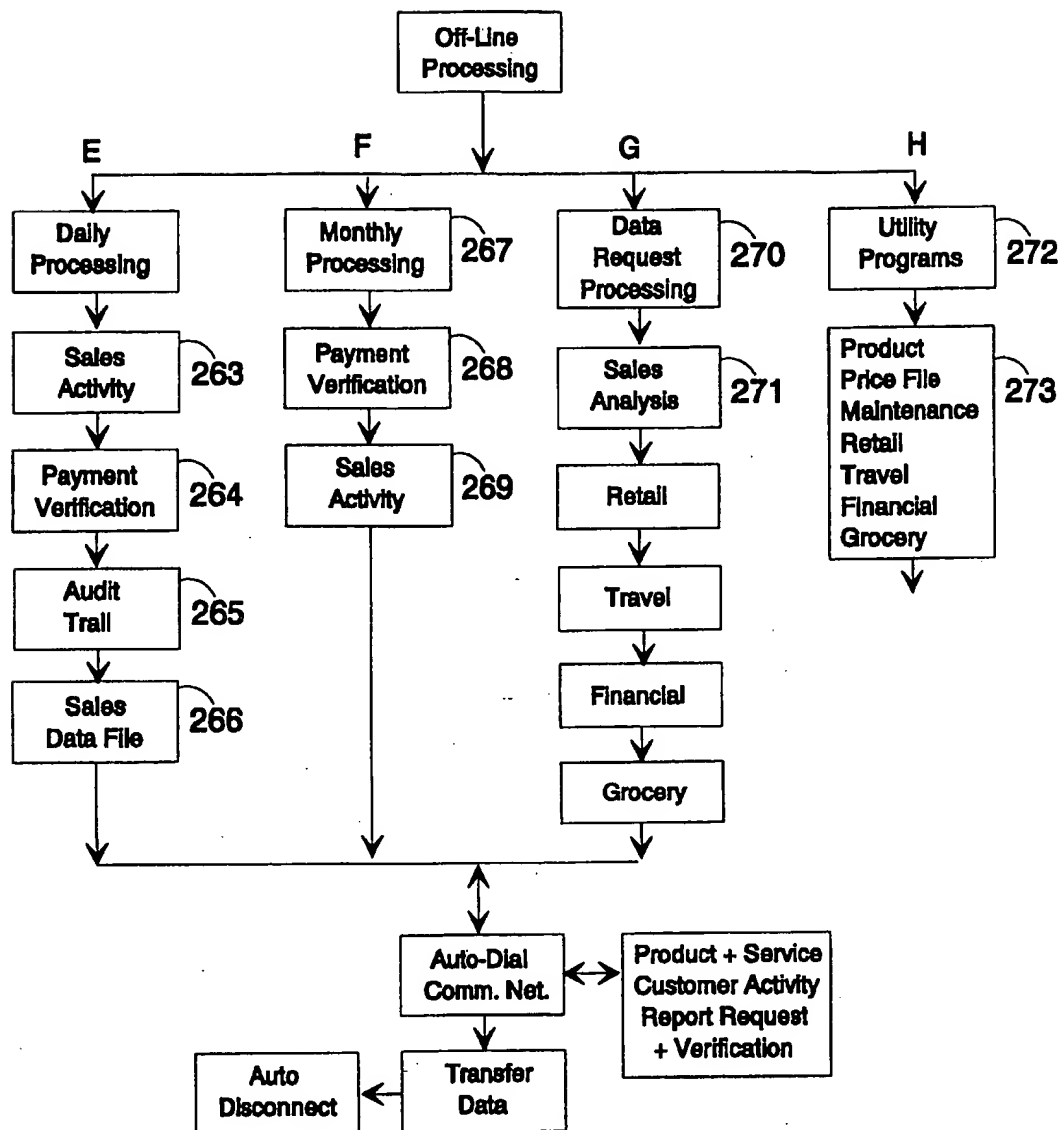 Off-Line
Processing
E
F
G
H
Daily
Processing
Sales
Activity
263
Payment
Verification
264
Audit
Trail
265
Sales
Data File
266
Monthly
Processing
267
Payment
Verification
268
Sales
Activity
269
Data
Request
Processing
270
Sales
Analysis
271
Retail
Travel
Financial
Grocery
Utility
Programs
272
Product
Price File
Maintenance
Retail
Travel
Financial
Grocery
273
Auto-Dial
Comm. Net.
Product + Service
Customer Activity
Report Request
+ Verification
Transfer
Data
Auto
Disconnect